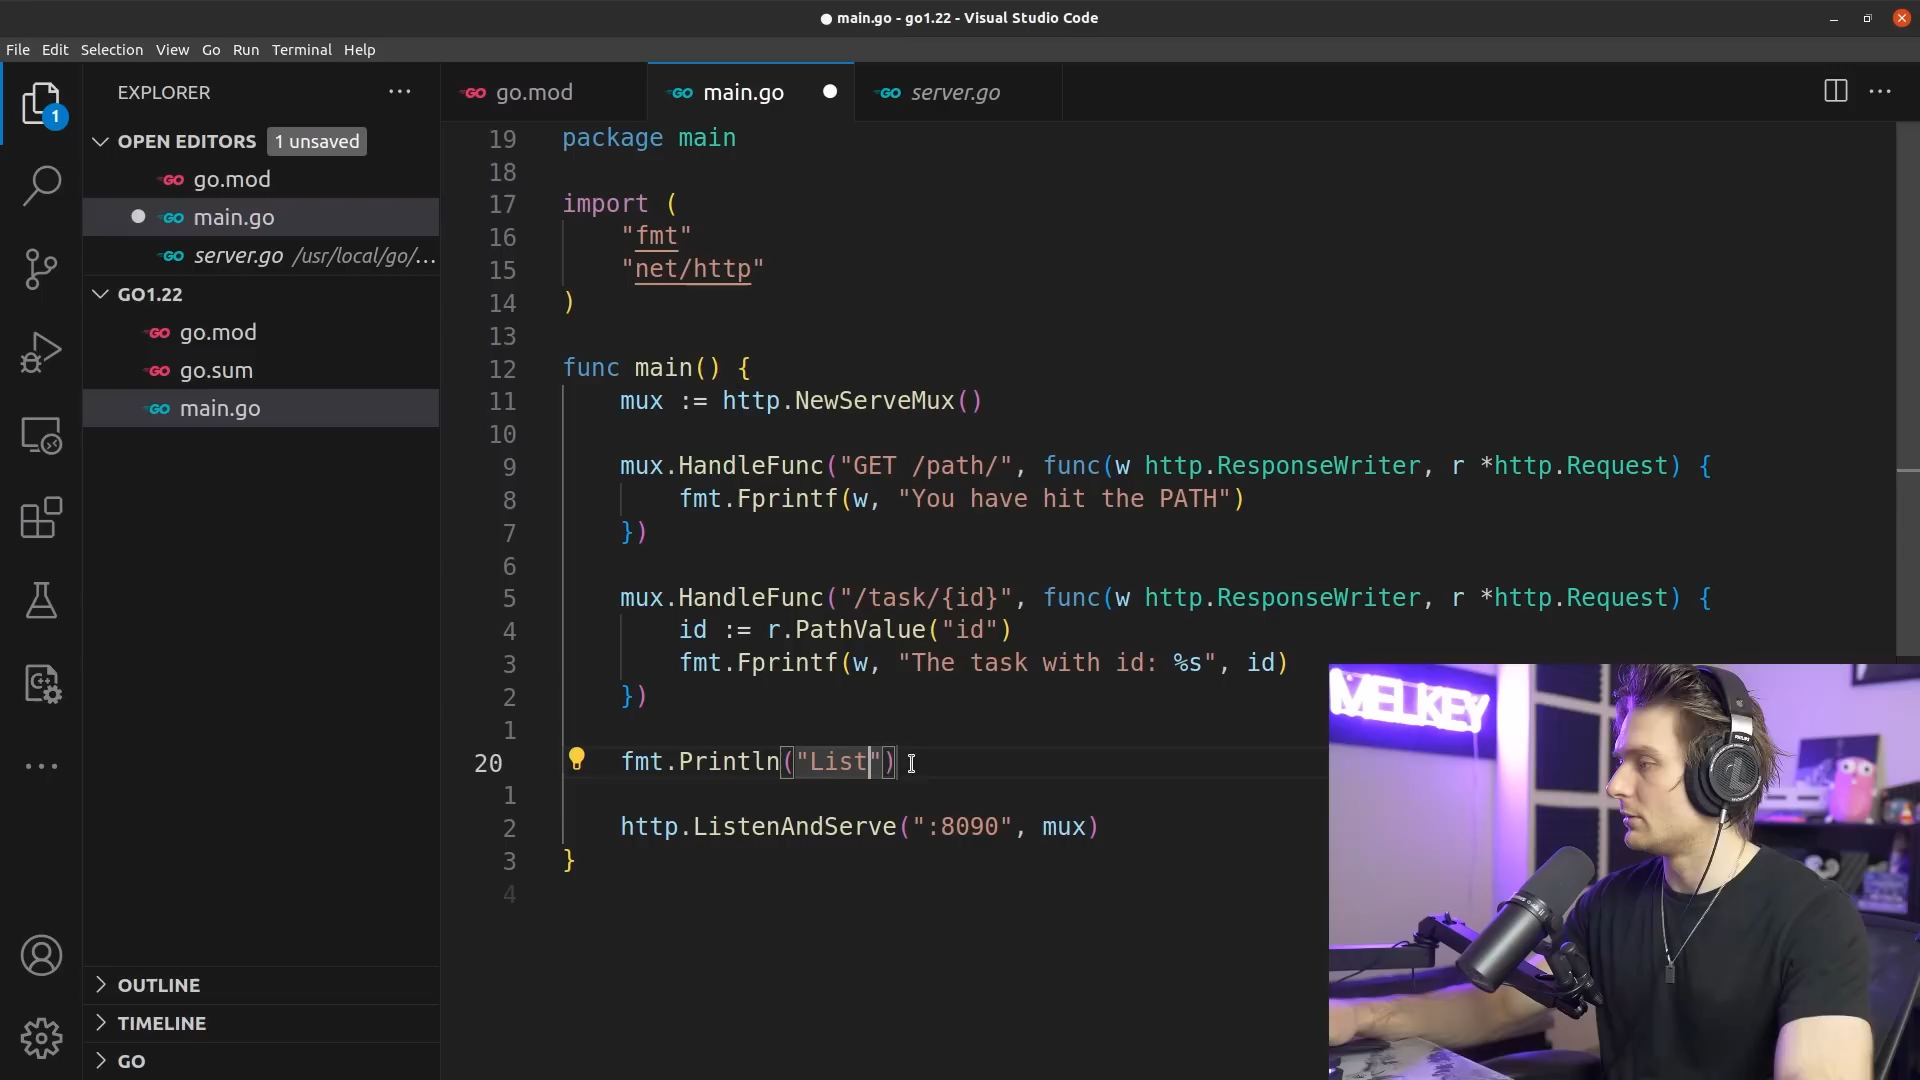 main.go - go1.22 - Visual Studio Code
File Edit Selection View Go Run Terminal Help
EXPLORER
go.mod
main.go
server.go
OPEN EDITORS 1 unsaved
go.mod
main.go
server.go /usr/local/go/...
GO1.22
go.mod
go.sum
main.go
OUTLINE
TIMELINE
GO
1
19 package main
18
17 import (
16 "fmt"
15 "net/http"
14 )
13
12 func main() {
11 mux := http.NewServeMux()
10
9 mux.HandleFunc("GET /path/", func(w http.ResponseWriter, r *http.Request) {
8 fmt.Fprintf(w, "You have hit the PATH")
7 })
6
5 mux.HandleFunc("/task/{id}", func(w http.ResponseWriter, r *http.Request) {
4 id := r.PathValue("id")
3 fmt.Fprintf(w, "The task with id: %s", id)
2 })
1
20 fmt.Println("List")
1
2 http.ListenAndServe(":8090", mux)
3 }
4
MELKEY